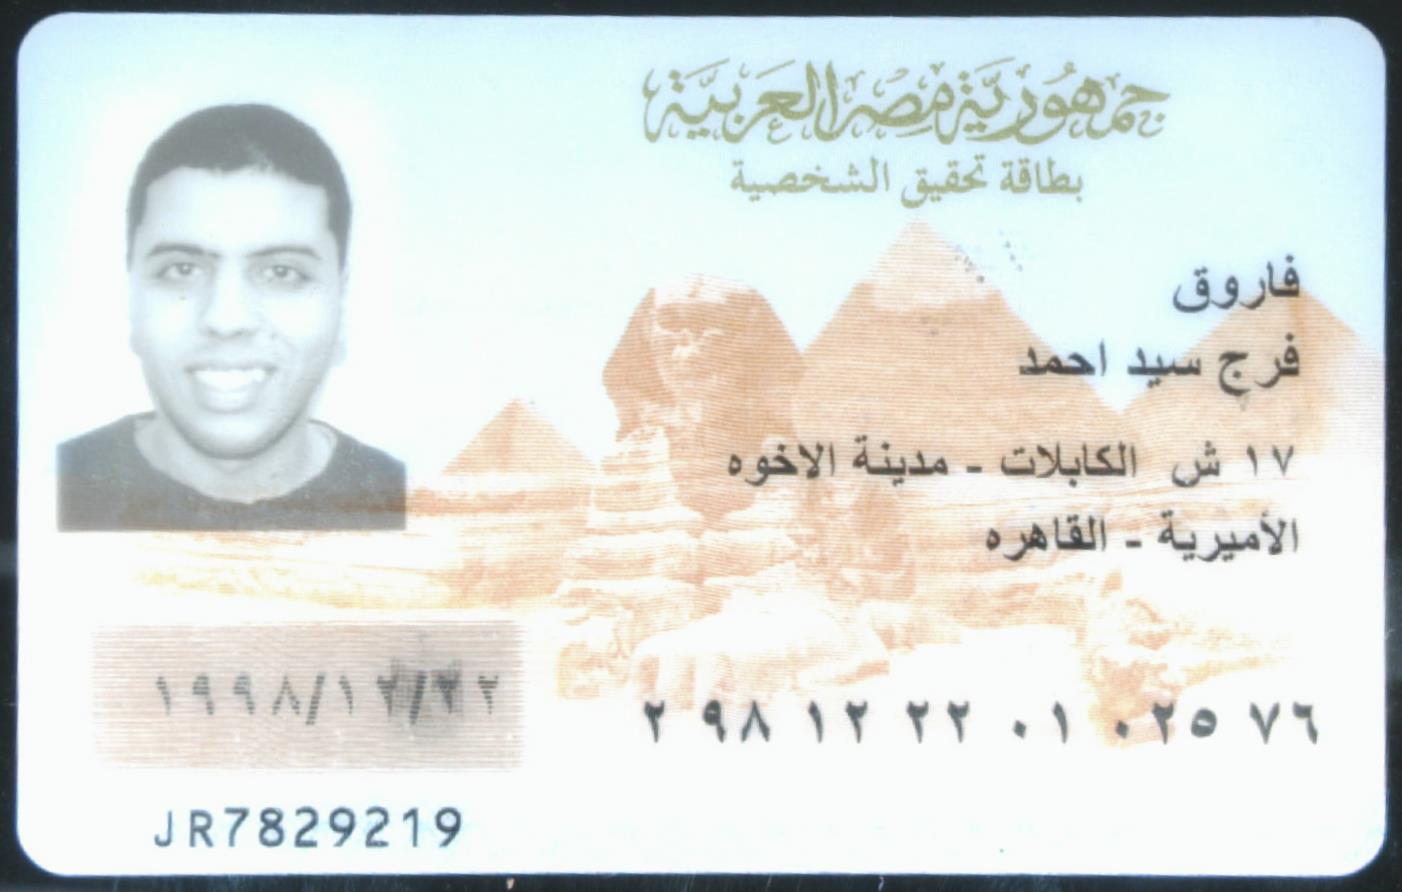 جمهورية مصر العربية
بطاقة تحقيق الشخصية
فاروق
فرج سيد احمد
١٧ ش الكابلات - مدينة الاخوه
الأميرية - القاهره
٢ ٩٨ ١٢ ٢٢ ٠١ ٠٢٥ ٧٦
١٩٩٨/١٢/٢٢
JR7829219